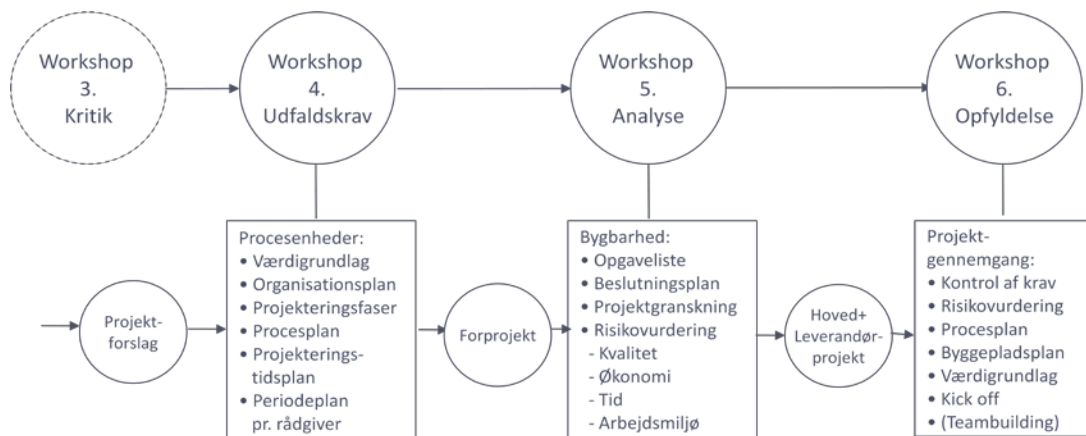 Workshop
3.
Kritik
Workshop
4.
Udfaldskrav
Workshop
5.
Analyse
Workshop
6.
Opfyldelse
Projekt-
forslag
Procesenheder:
• Værdigrundlag
• Organisationsplan
• Projekteringsfaser
• Procesplan
• Projekterings-
tidsplan
• Periodeplan
pr. rådgiver
Forprojekt
Bygbarhed:
• Opgaveliste
• Beslutningsplan
• Projektgranskning
• Risikovurdering
- Kvalitet
- Økonomi
- Tid
- Arbejdsmiljø
Hoved+
Leverandør-
projekt
Projekt-
gennemgang:
• Kontrol af krav
• Risikovurdering
• Procesplan
• Byggepladsplan
• Værdigrundlag
• Kick off
• (Teambuilding)